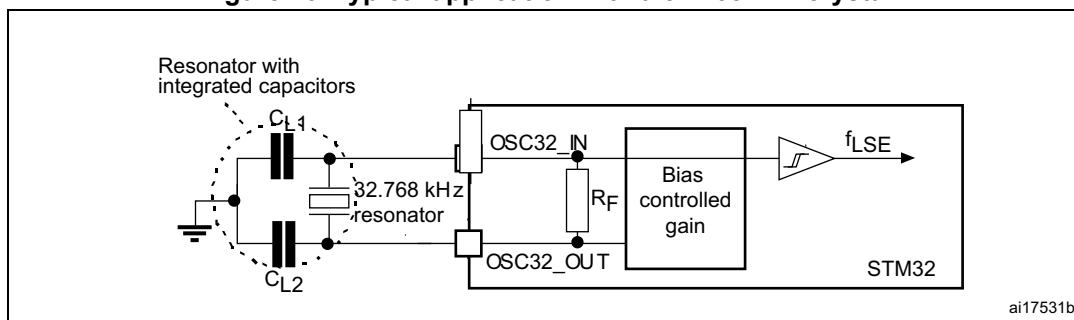 Resonator with
integrated capacitors
CL1
OSC32_IN
fLSE
32.768 kHz
resonator
RF
Bias
controlled
gain
OSC32_OUT
STM32
CL2
ai17531b